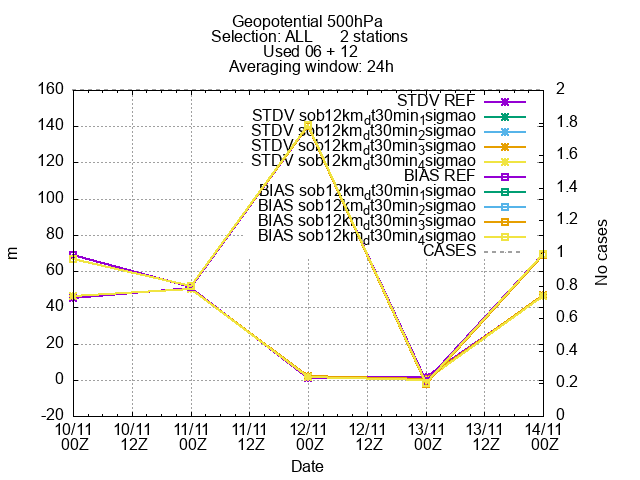 Geopotential 500hPa
Selection: ALL 2 stations
Used 06 + 12
Averaging window: 24h
160
140
120
100
80
60
40
20
0
-20
m
2
1.8
1.6
1.4
1.2
1
0.8
0.6
0.4
0.2
0
No cases
STDV REF
STDV sob12km_dt30min_1sigmao
STDV sob12km_dt30min_2sigmao
STDV sob12km_dt30min_3sigmao
STDV sob12km_dt30min_4sigmao
BIAS REF
BIAS sob12km_dt30min_1sigmao
BIAS sob12km_dt30min_2sigmao
BIAS sob12km_dt30min_3sigmao
BIAS sob12km_dt30min_4sigmao
CASES
10/11 10/11 11/11 11/11 12/11 12/11 13/11 13/11 14/11
00Z 12Z 00Z 12Z 00Z 12Z 00Z 12Z 00Z
Date